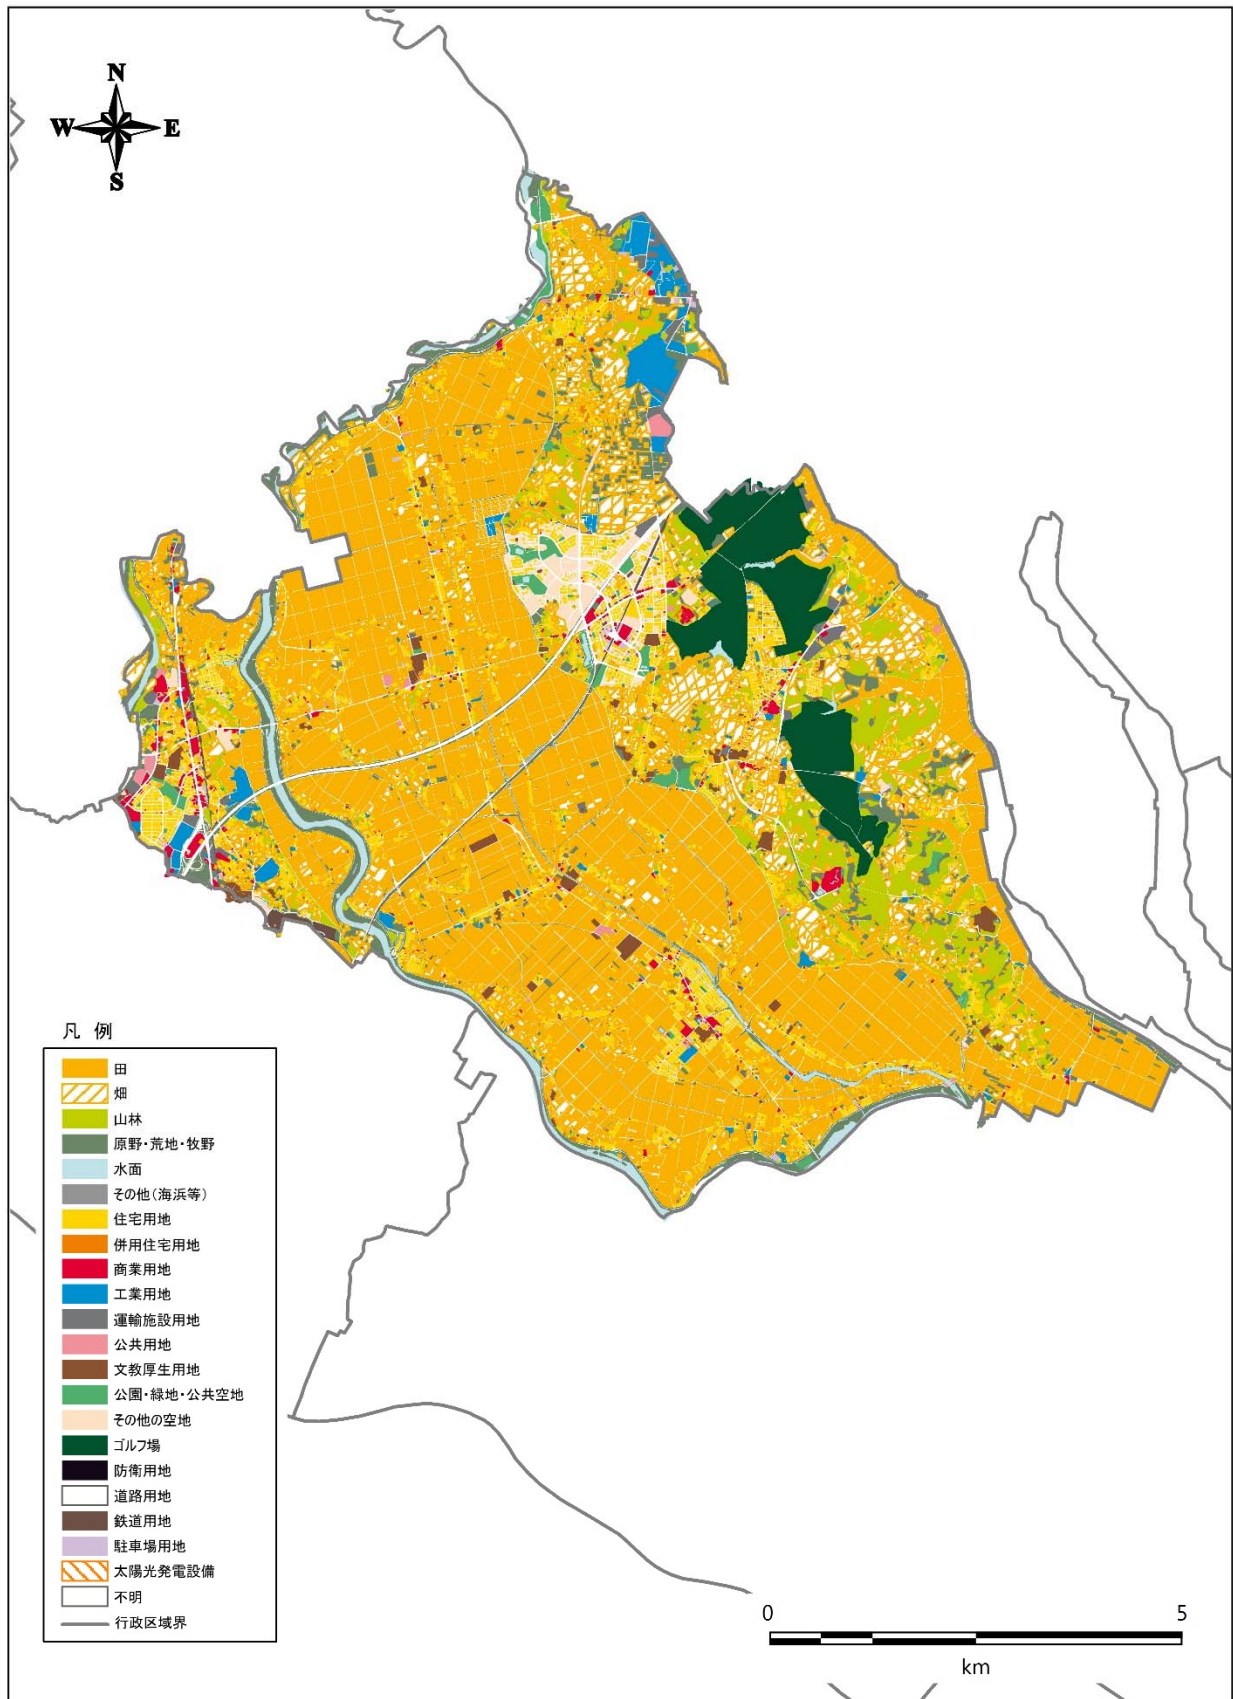 N
W E
S
凡 例
田
畑
山林
原野・荒地・牧野
水面
その他(海浜等)
住宅用地
併用住宅用地
商業用地
工業用地
運輸施設用地
公共用地
文教厚生用地
公園・緑地・公共空地
その他の空地
ゴルフ場
防衛用地
道路用地
鉄道用地
駐車場用地
太陽光発電設備
不明
行政区域界
0 5
km